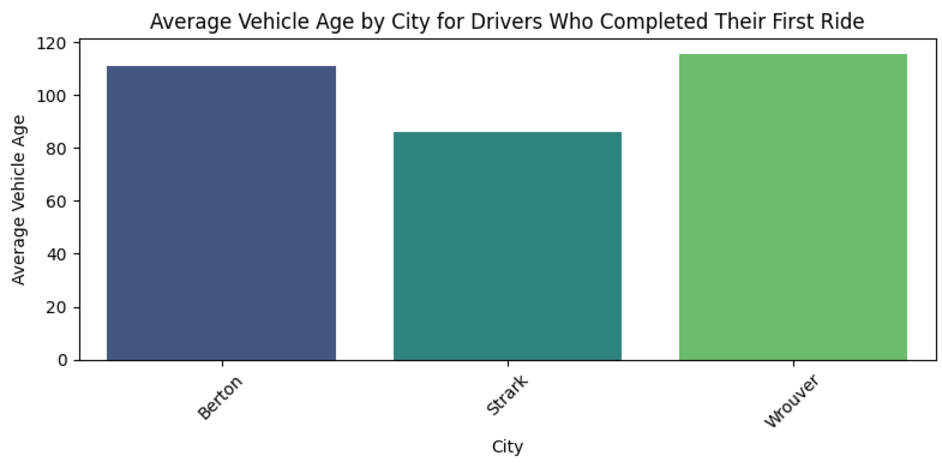 Average Vehicle Age by City for Drivers Who Completed Their First Ride
Average Vehicle Age
120
100
80
60
40
20
0
Berton
Strark
Wrouver
City